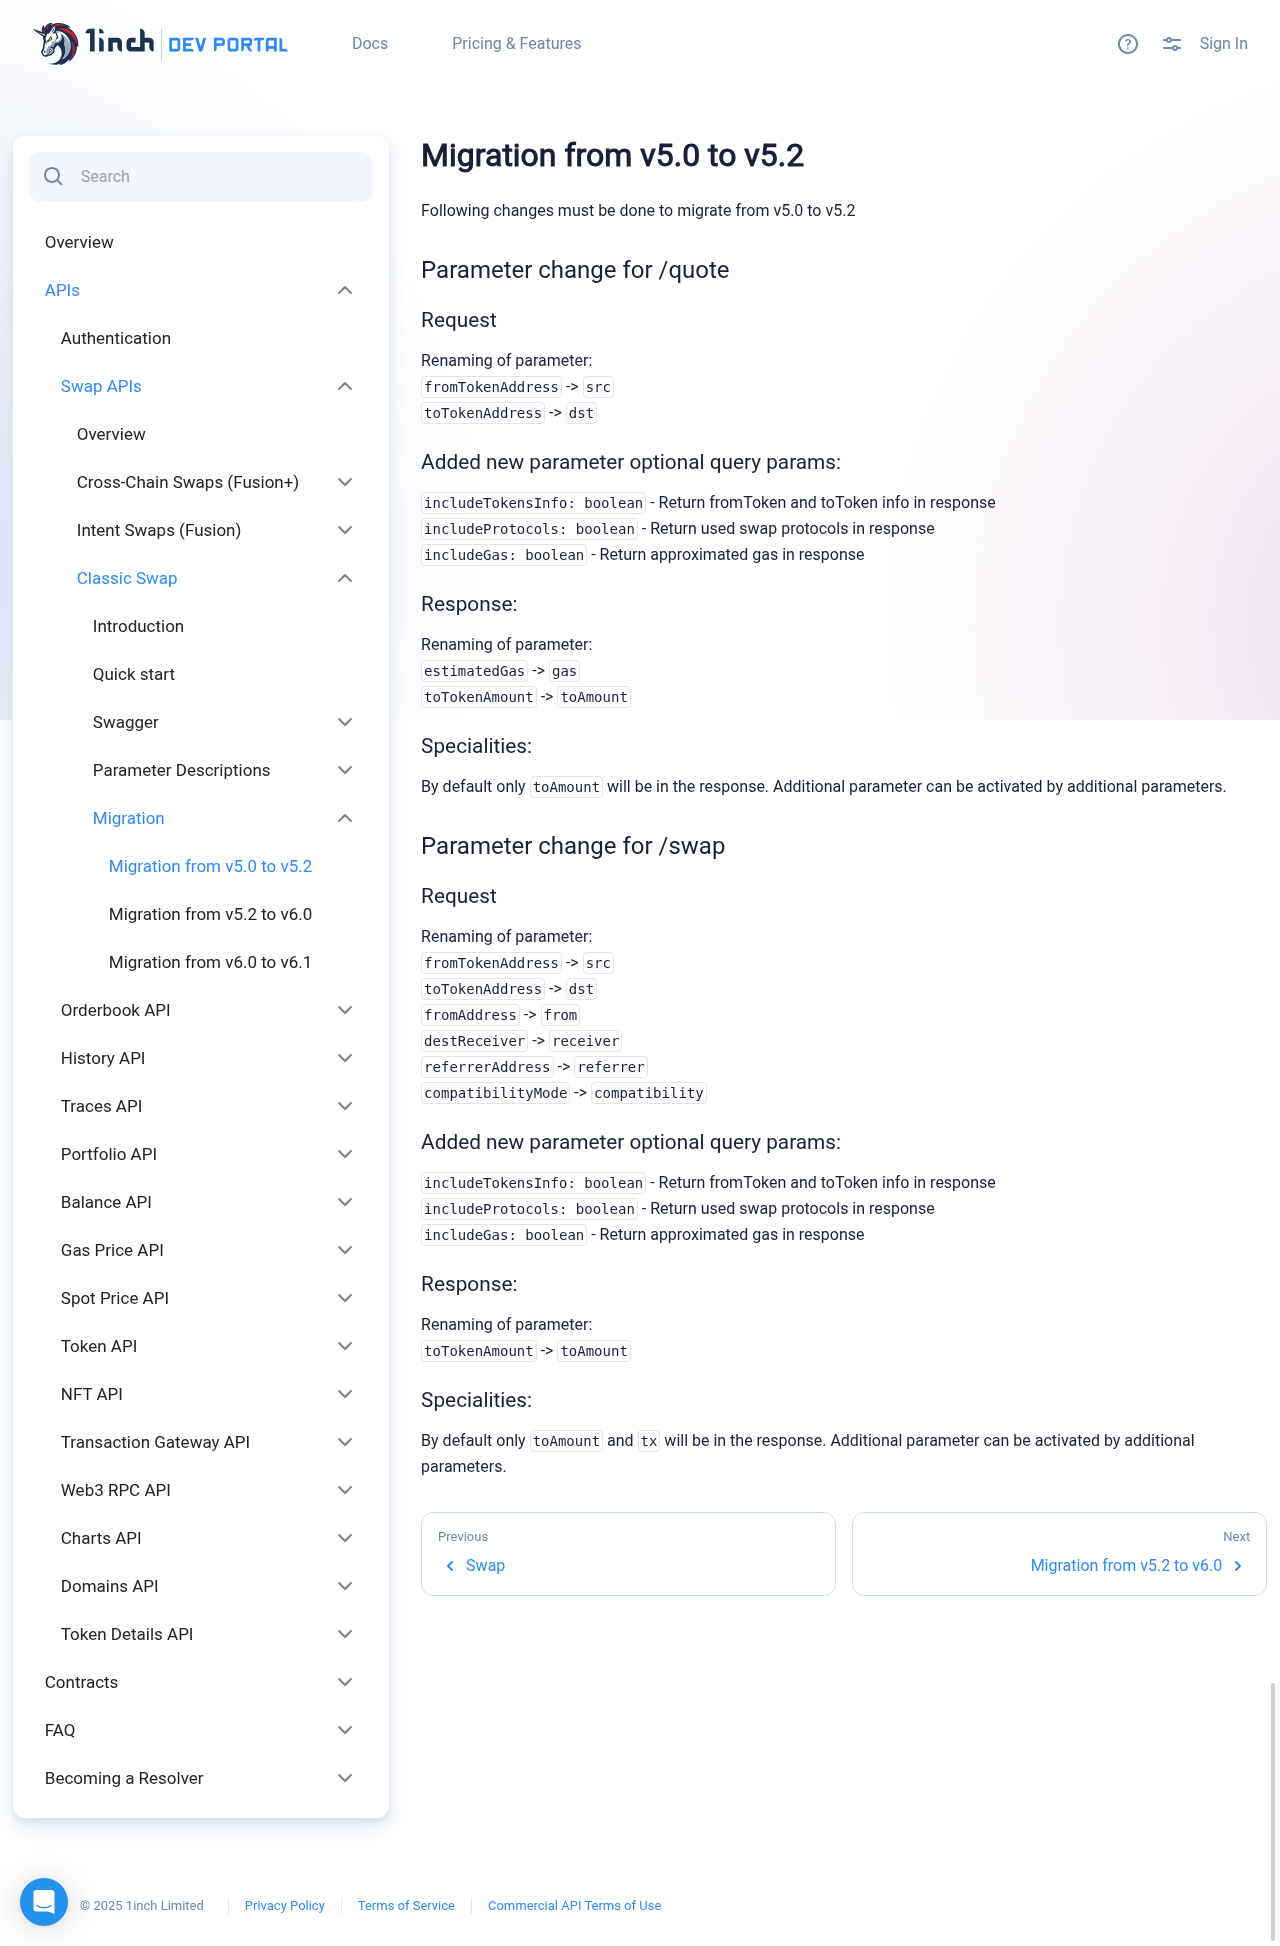 1inch DEV PORTAL
Docs
Pricing & Features
Sign In
Search
Overview
APIs
Authentication
Swap APIs
Overview
Cross-Chain Swaps (Fusion+)
Intent Swaps (Fusion)
Classic Swap
Introduction
Quick start
Swagger
Parameter Descriptions
Migration
Migration from v5.0 to v5.2
Migration from v5.2 to v6.0
Migration from v6.0 to v6.1
Orderbook API
History API
Traces API
Portfolio API
Balance API
Gas Price API
Spot Price API
Token API
NFT API
Transaction Gateway API
Web3 RPC API
Charts API
Domains API
Token Details API
Contracts
FAQ
Becoming a Resolver
Migration from v5.0 to v5.2
Following changes must be done to migrate from v5.0 to v5.2
Parameter change for /quote
Request
Renaming of parameter:
fromTokenAddress -> src
toTokenAddress -> dst
Added new parameter optional query params:
includeTokensInfo: boolean - Return fromToken and toToken info in response
includeProtocols: boolean - Return used swap protocols in response
includeGas: boolean - Return approximated gas in response
Response:
Renaming of parameter:
estimatedGas -> gas
toTokenAmount -> toAmount
Specialities:
By default only toAmount will be in the response. Additional parameter can be activated by additional parameters.
Parameter change for /swap
Request
Renaming of parameter:
fromTokenAddress -> src
toTokenAddress -> dst
fromAddress -> from
destReceiver -> receiver
referrerAddress -> referrer
compatibilityMode -> compatibility
Added new parameter optional query params:
includeTokensInfo: boolean - Return fromToken and toToken info in response
includeProtocols: boolean - Return used swap protocols in response
includeGas: boolean - Return approximated gas in response
Response:
Renaming of parameter:
toTokenAmount -> toAmount
Specialities:
By default only toAmount and tx will be in the response. Additional parameter can be activated by additional
parameters.
Previous
Swap
Next
Migration from v5.2 to v6.0
© 2025 1inch Limited
Privacy Policy
Terms of Service
Commercial API Terms of Use